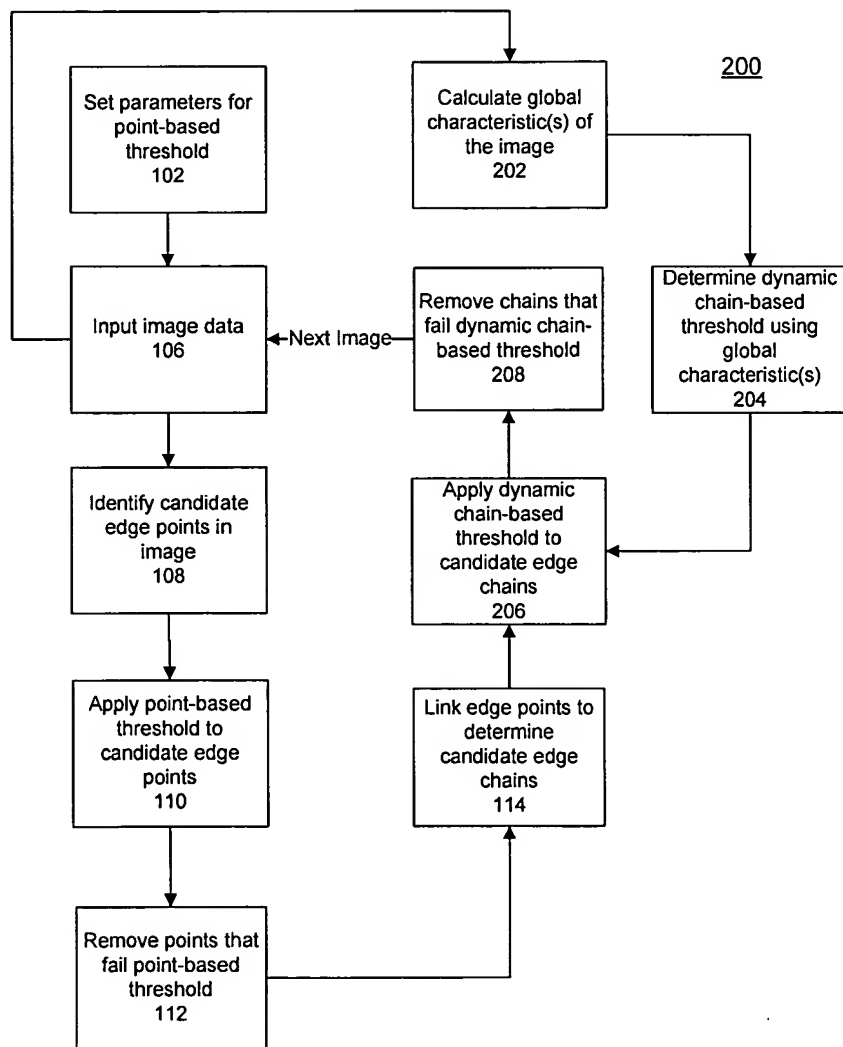 200
Set parameters for
point-based
threshold
102
Calculate global
characteristic(s) of
the image
202
Input image data
106
Next Image
Remove chains that
fail dynamic chain-
based threshold
208
Determine dynamic
chain-based
threshold using
global
characteristic(s)
204
Identify candidate
edge points in
image
108
Apply dynamic
chain-based
threshold to
candidate edge
chains
206
Apply point-based
threshold to
candidate edge
points
110
Link edge points to
determine
candidate edge
chains
114
Remove points that
fail point-based
threshold
112